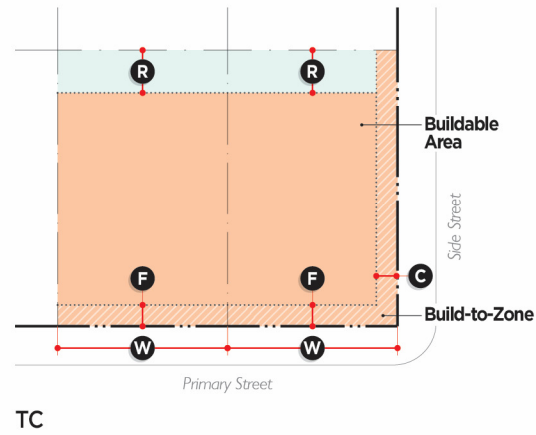 R R
Buildable
Area
Side Street
F F
C
Build-to-Zone
W W
Primary Street
TC